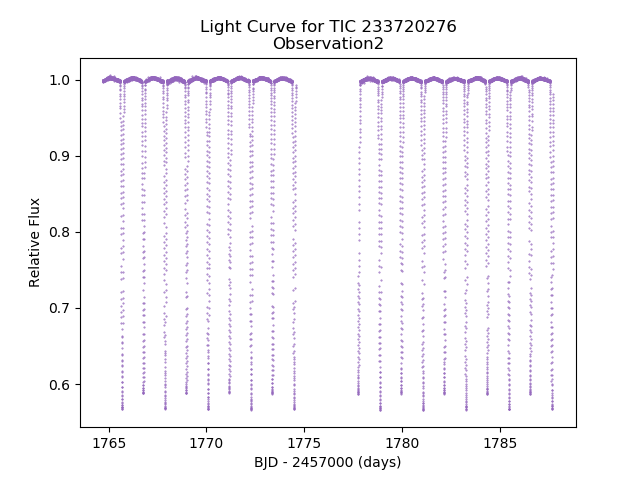 Light Curve for TIC 233720276
Observation2
1.0
0.9
0.8
0.7
0.6
Relative Flux
1765
1770
1775
1780
1785
BJD - 2457000 (days)